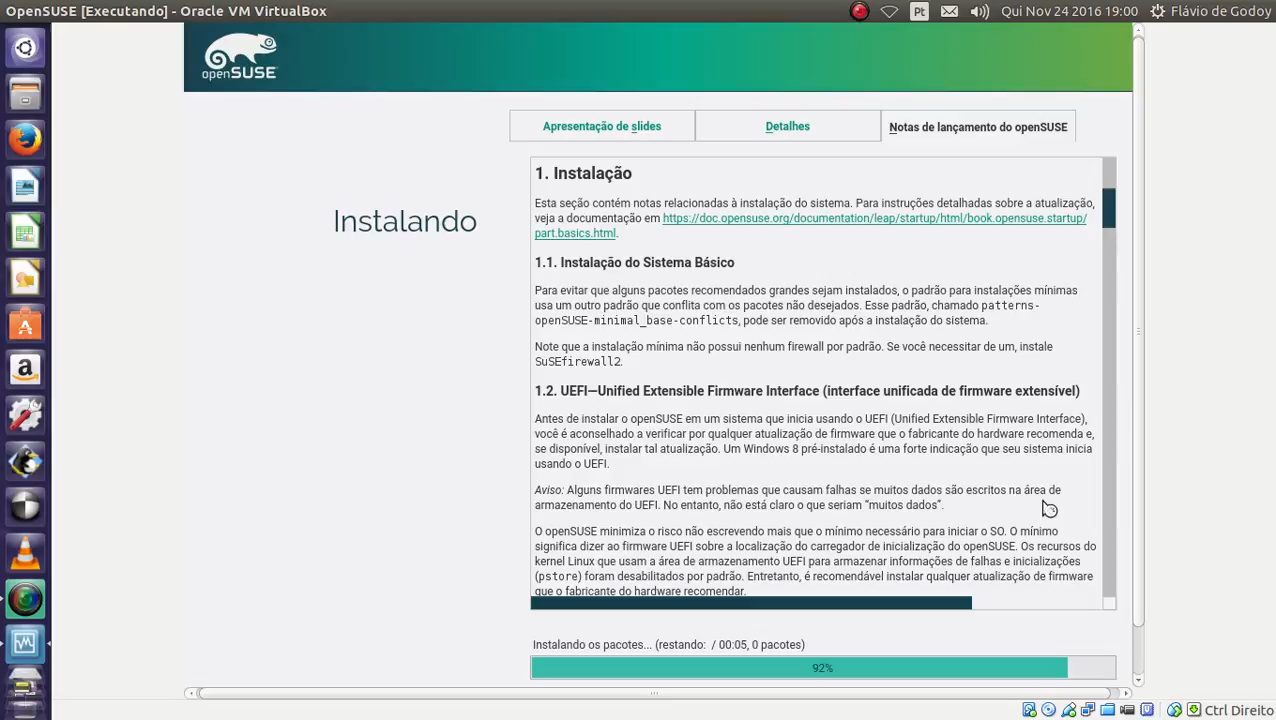 OpenSUSE [Executando] - Oracle VM VirtualBox
Pt
Qui Nov 24 2016 19:00
Flávio de Godoy
openSUSE
Apresentação de slides
Detalhes
Notas de lançamento do openSUSE
Instalando
1. Instalação
Esta seção contém notas relacionadas à instalação do sistema. Para instruções detalhadas sobre a atualização,
veja a documentação em https://doc.opensuse.org/documentation/leap/startup/html/book.opensuse.startup/
part.basics.html.
1.1. Instalação do Sistema Básico
Para evitar que alguns pacotes recomendados grandes sejam instalados, o padrão para instalações mínimas
usa um outro padrão que conflita com os pacotes não desejados. Esse padrão, chamado patterns-
openSUSE-minimal_base-conflicts, pode ser removido após a instalação do sistema.
Note que a instalação mínima não possui nenhum firewall por padrão. Se você necessitar de um, instale
SuSEfirewall2.
1.2. UEFI—Unified Extensible Firmware Interface (interface unificada de firmware extensível)
Antes de instalar o openSUSE em um sistema que inicia usando o UEFI (Unified Extensible Firmware Interface),
você é aconselhado a verificar por qualquer atualização de firmware que o fabricante do hardware recomenda e,
se disponível, instalar tal atualização. Um Windows 8 pré-instalado é uma forte indicação que seu sistema inicia
usando o UEFI.
Aviso: Alguns firmwares UEFI tem problemas que causam falhas se muitos dados são escritos na área de
armazenamento do UEFI. No entanto, não está claro o que seriam “muitos dados”.
O openSUSE minimiza o risco não escrevendo mais que o mínimo necessário para iniciar o SO. O mínimo
significa dizer ao firmware UEFI sobre a localização do carregador de inicialização do openSUSE. Os recursos do
kernel Linux que usam a área de armazenamento UEFI para armazenar informações de falhas e inicializações
(pstore) foram desabilitados por padrão. Entretanto, é recomendável instalar qualquer atualização de firmware
que o fabricante do hardware recomendar.
Instalando os pacotes... (restando:  / 00:05, 0 pacotes)
92%
Ctrl Direito